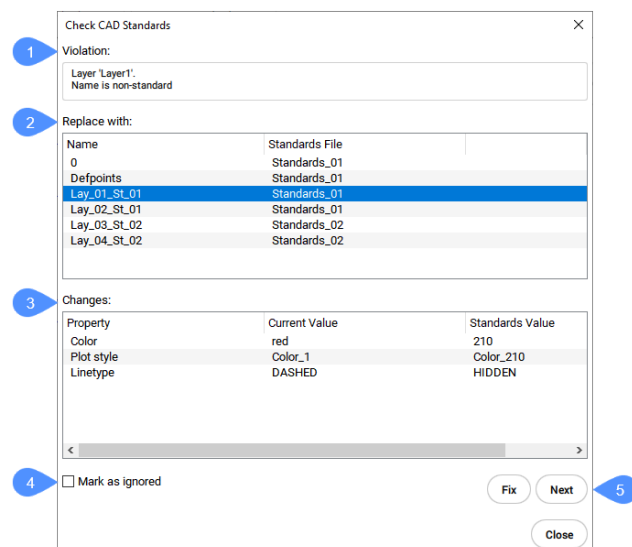 Check CAD Standards
1
Violation:
Layer 'Layer1'.
Name is non-standard
2
Replace with:
Name Standards File
0 Standards_01
Defpoints Standards_01
Lay_01_St_01 Standards_01
Lay_02_St_01 Standards_01
Lay_03_St_02 Standards_02
Lay_04_St_02 Standards_02
3
Changes:
Property Current Value Standards Value
Color red 210
Plot style Color_1 Color_210
Linetype DASHED HIDDEN
4
Mark as ignored
Fix Next
5
Close